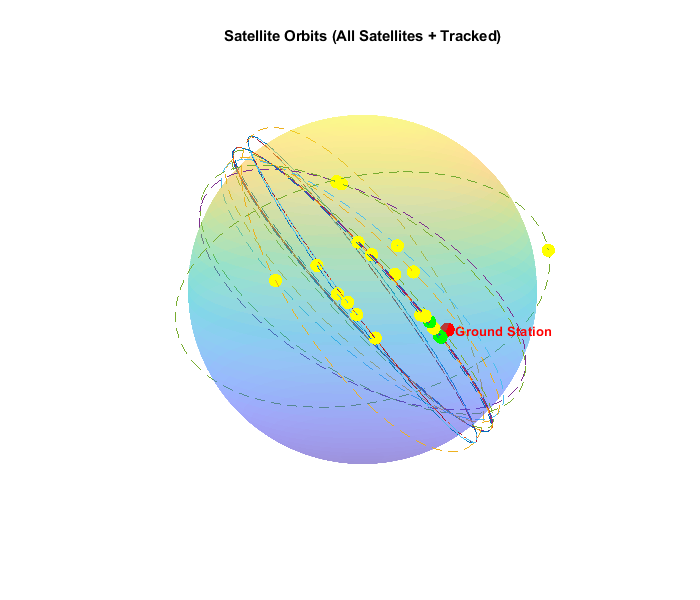 Satellite Orbits (All Satellites + Tracked)
Ground Station